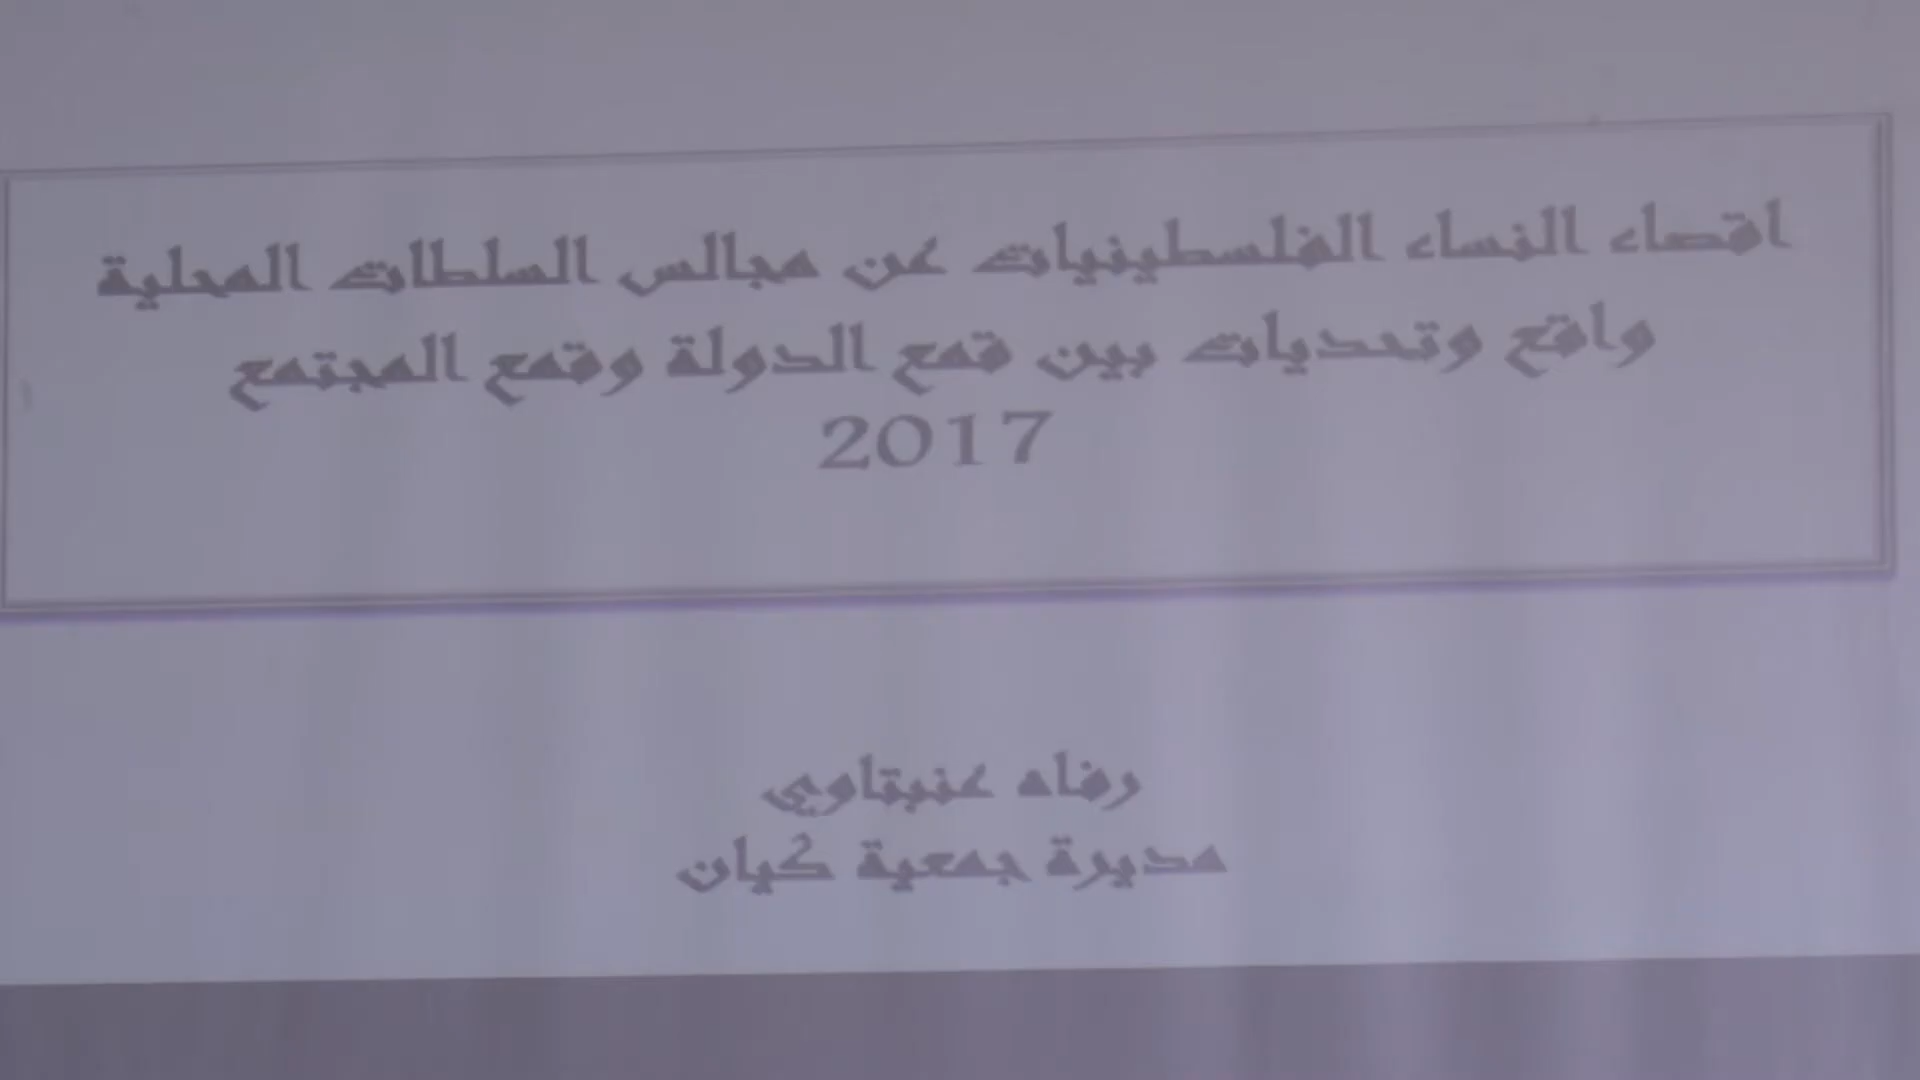 اقصاء النساء الفلسطينيات عن مجالس السلطات المحلية
واقع وتحديات بين قمع الدولة وقمع المجتمع
2017
رفاه عنبتاوي
مديرة جمعية كيان